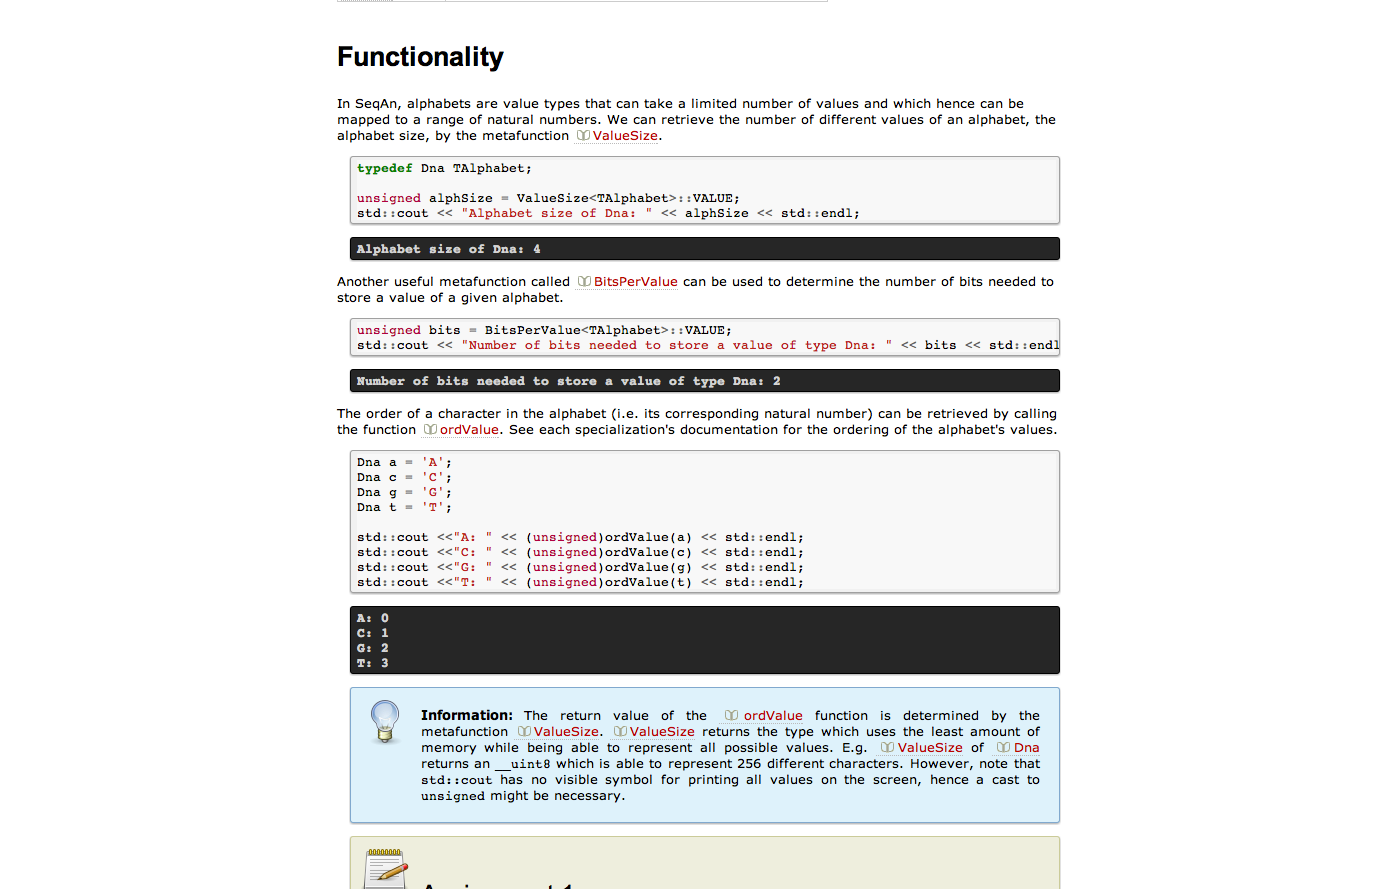 Functionality
In SeqAn, alphabets are value types that can take a limited number of values and which hence can be
mapped to a range of natural numbers. We can retrieve the number of different values of an alphabet, the
alphabet size, by the metafunction ValueSize.
typedef Dna TAlphabet;
unsigned alphSize = ValueSize<TAlphabet>::VALUE;
std::cout << "Alphabet size of Dna: " << alphSize << std::endl;
Alphabet size of Dna: 4
Another useful metafunction called BitsPerValue can be used to determine the number of bits needed to
store a value of a given alphabet.
unsigned bits = BitsPerValue<TAlphabet>::VALUE;
std::cout << "Number of bits needed to store a value of type Dna: " << bits << std::endl
Number of bits needed to store a value of type Dna: 2
The order of a character in the alphabet (i.e. its corresponding natural number) can be retrieved by calling
the function ordValue. See each specialization's documentation for the ordering of the alphabet's values.
Dna a = 'A';
Dna c = 'C';
Dna g = 'G';
Dna t = 'T';
std::cout <<"A: " << (unsigned)ordValue(a) << std::endl;
std::cout <<"C: " << (unsigned)ordValue(c) << std::endl;
std::cout <<"G: " << (unsigned)ordValue(g) << std::endl;
std::cout <<"T: " << (unsigned)ordValue(t) << std::endl;
A: 0
C: 1
G: 2
T: 3
Information: The return value of the ordValue function is determined by the
metafunction ValueSize. ValueSize returns the type which uses the least amount of
memory while being able to represent all possible values. E.g. ValueSize of Dna
returns an __uint8 which is able to represent 256 different characters. However, note that
std::cout has no visible symbol for printing all values on the screen, hence a cast to
unsigned might be necessary.